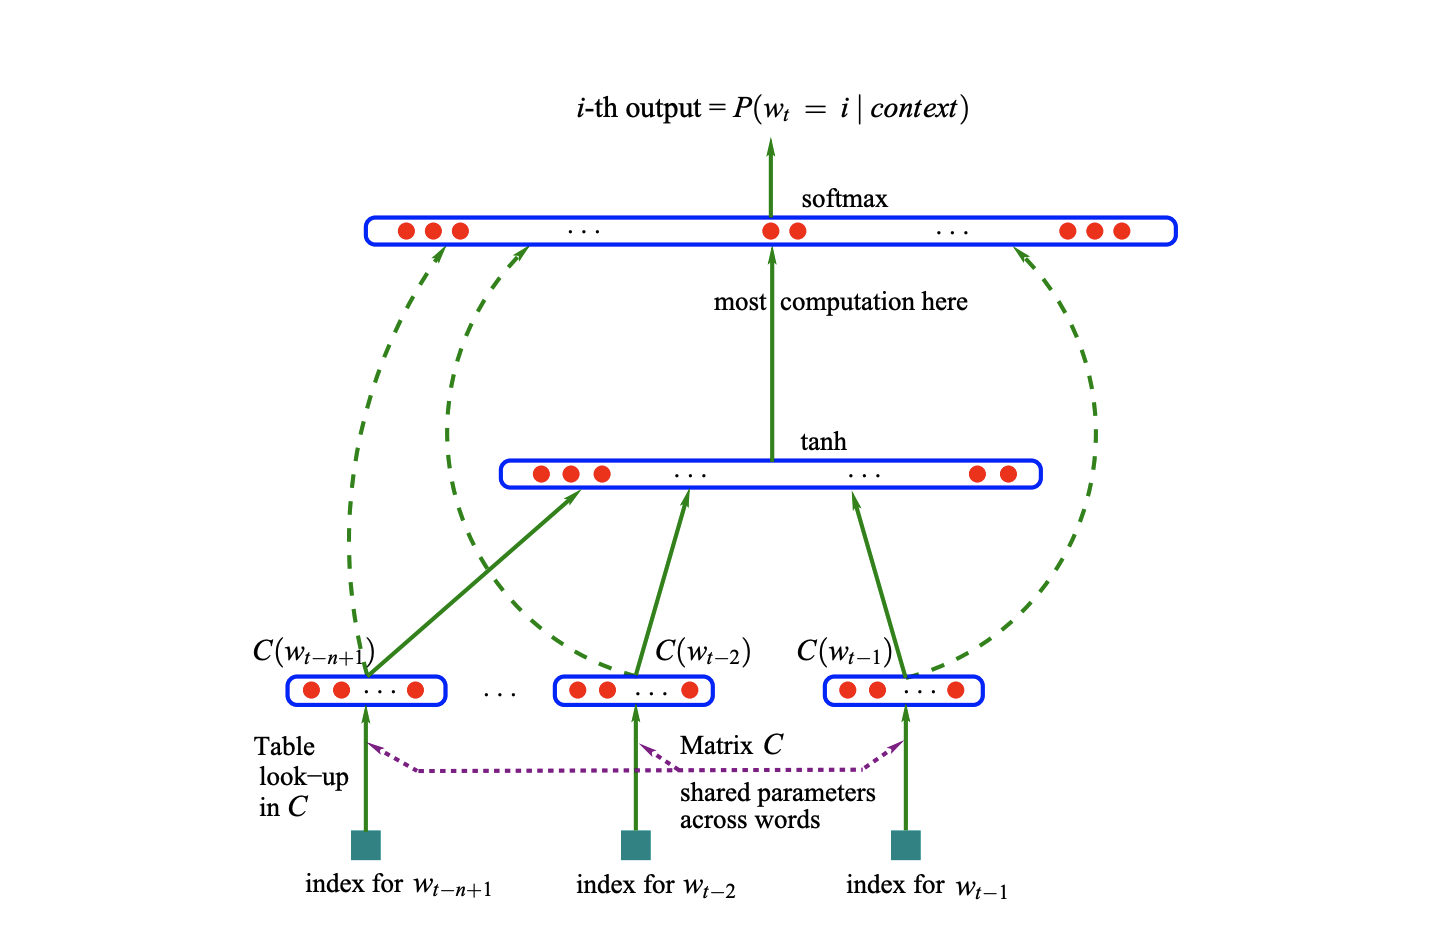 i-th output = P(w_t = i | context)
softmax
. . .
. . .
most computation here
tanh
. . .
. . .
C(w_{t−n+1})
C(w_{t−2})
C(w_{t−1})
. . .
. . .
. . .
. . .
Table
look−up
in C
Matrix C
shared parameters
across words
index for w_{t−n+1}
index for w_{t−2}
index for w_{t−1}